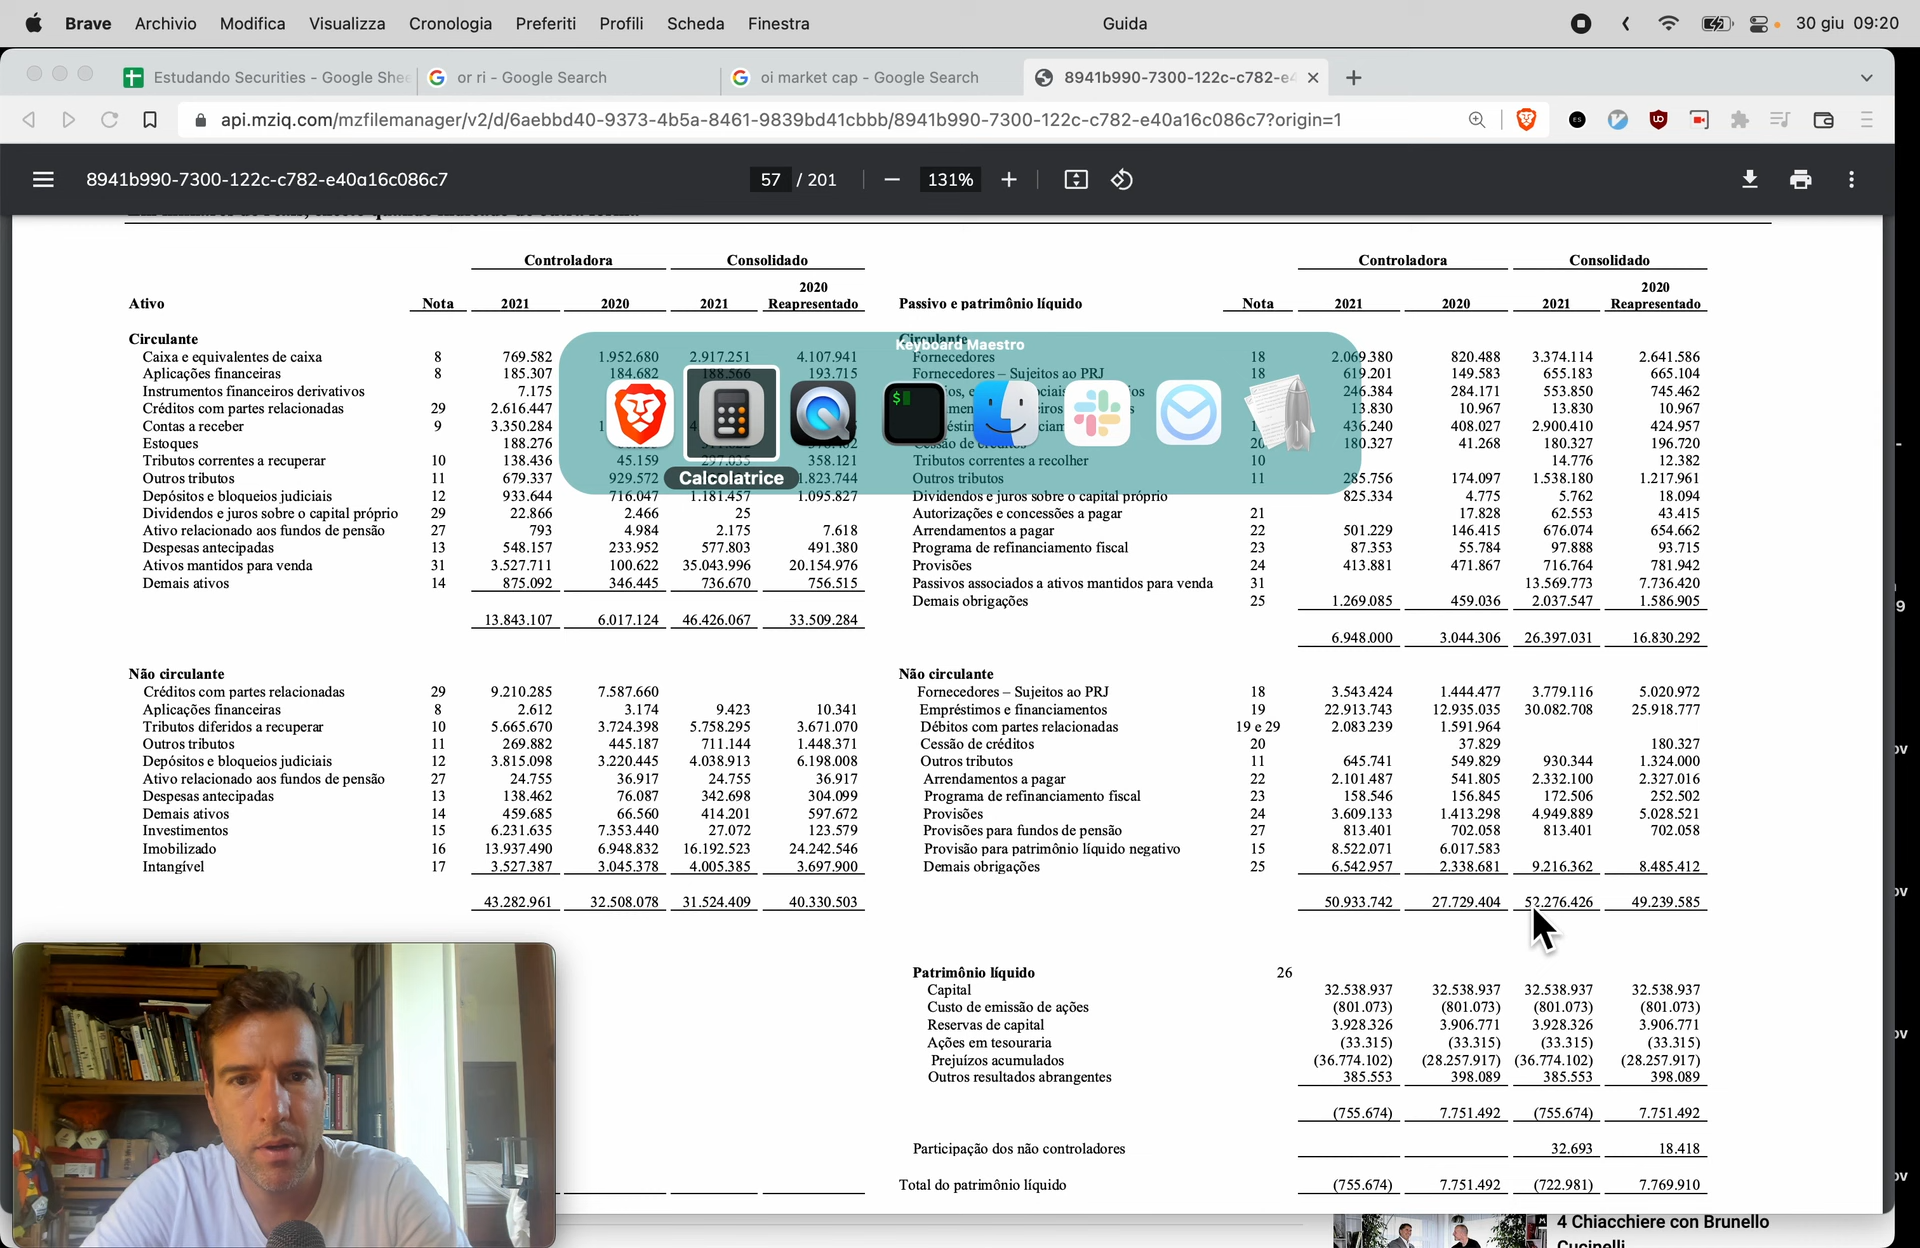 Brave Archivio Modifica Visualizza Cronologia Preferiti Profili Scheda Finestra Guida 30 giu 09:20
Estudando Securities - Google Shee or ri - Google Search oi market cap - Google Search 8941b990-7300-122c-c782-e4
api.mziq.com/mzfilemanager/v2/d/6aebbd40-9373-4b5a-8461-9839bd41cbbb/8941b990-7300-122c-c782-e40a16c086c7?origin=1
8941b990-7300-122c-c782-e40a16c086c7 57 / 201 131%
Controladora Consolidado Controladora Consolidado
2020 2020
Ativo Nota 2021 2020 2021 Reapresentado Passivo e patrimônio líquido Nota 2021 2020 2021 Reapresentado
Circulante Circulante
Keyboard Maestro
Caixa e equivalentes de caixa 8 769.582 1.952.680 2.917.251 4.107.941 Fornecedores 18 2.069.380 820.488 3.374.114 2.641.586
Aplicações financeiras 8 185.307 184.682 188.566 193.715 Fornecedores – Sujeitos ao PRJ 18 619.201 149.583 655.183 665.104
Instrumentos financeiros derivativos 7.175 246.384 284.171 553.850 745.462
Créditos com partes relacionadas 29 2.616.447 13.830 10.967 13.830 10.967
Contas a receber 9 3.350.284 436.240 408.027 2.900.410 424.957
Estoques 188.276 Cessão de créditos 20 180.327 41.268 180.327 196.720
Tributos correntes a recuperar 10 138.436 45.159 297.035 358.121 Tributos correntes a recolher 10 14.776 12.382
Outros tributos 11 679.337 929.572 1.823.744 Outros tributos 11 285.756 174.097 1.538.180 1.217.961
Calcolatrice
Depósitos e bloqueios judiciais 12 933.644 716.047 1.181.457 1.095.827 Dividendos e juros sobre o capital próprio 825.334 4.775 5.762 18.094
Dividendos e juros sobre o capital próprio 29 22.866 2.466 25 Autorizações e concessões a pagar 21 17.828 62.553 43.415
Ativo relacionado aos fundos de pensão 27 793 4.984 2.175 7.618 Arrendamentos a pagar 22 501.229 146.415 676.074 654.662
Despesas antecipadas 13 548.157 233.952 577.803 491.380 Programa de refinanciamento fiscal 23 87.353 55.784 97.888 93.715
Ativos mantidos para venda 31 3.527.711 100.622 35.043.996 20.154.976 Provisões 24 413.881 471.867 716.764 781.942
Demais ativos 14 875.092 346.445 736.670 756.515 Passivos associados a ativos mantidos para venda 31 13.569.773 7.736.420
Demais obrigações 25 1.269.085 459.036 2.037.547 1.586.905
13.843.107 6.017.124 46.426.067 33.509.284
6.948.000 3.044.306 26.397.031 16.830.292
Não circulante Não circulante
Créditos com partes relacionadas 29 9.210.285 7.587.660 Fornecedores – Sujeitos ao PRJ 18 3.543.424 1.444.477 3.779.116 5.020.972
Aplicações financeiras 8 2.612 3.174 9.423 10.341 Empréstimos e financiamentos 19 22.913.743 12.935.035 30.082.708 25.918.777
Tributos diferidos a recuperar 10 5.665.670 3.724.398 5.758.295 3.671.070 Débitos com partes relacionadas 19 e 29 2.083.239 1.591.964
Outros tributos 11 269.882 445.187 711.144 1.448.371 Cessão de créditos 20 37.829 180.327
Depósitos e bloqueios judiciais 12 3.815.098 3.220.445 4.038.913 6.198.008 Outros tributos 11 645.741 549.829 930.344 1.324.000
Ativo relacionado aos fundos de pensão 27 24.755 36.917 24.755 36.917 Arrendamentos a pagar 22 2.101.487 541.805 2.332.100 2.327.016
Despesas antecipadas 13 138.462 76.087 342.698 304.099 Programa de refinanciamento fiscal 23 158.546 156.845 172.506 252.502
Demais ativos 14 459.685 66.560 414.201 597.672 Provisões 24 3.609.133 1.413.298 4.949.889 5.028.521
Investimentos 15 6.231.635 7.353.440 27.072 123.579 Provisões para fundos de pensão 27 813.401 702.058 813.401 702.058
Imobilizado 16 13.937.490 6.948.832 16.192.523 24.242.546 Provisão para patrimônio líquido negativo 15 8.522.071 6.017.583
Intangível 17 3.527.387 3.045.378 4.005.385 3.697.900 Demais obrigações 25 6.542.957 2.338.681 9.216.362 8.485.412
43.282.961 32.508.078 31.524.409 40.330.503 50.933.742 27.729.404 52.276.426 49.239.585
Patrimônio líquido 26
Capital 32.538.937 32.538.937 32.538.937 32.538.937
Custo de emissão de ações (801.073) (801.073) (801.073) (801.073)
Reservas de capital 3.928.326 3.906.771 3.928.326 3.906.771
Ações em tesouraria (33.315) (33.315) (33.315) (33.315)
Prejuízos acumulados (36.774.102) (28.257.917) (36.774.102) (28.257.917)
Outros resultados abrangentes 385.553 398.089 385.553 398.089
(755.674) 7.751.492 (755.674) 7.751.492
Participação dos não controladores 32.693 18.418
Total do patrimônio líquido (755.674) 7.751.492 (722.981) 7.769.910
4 Chiacchiere con Brunello